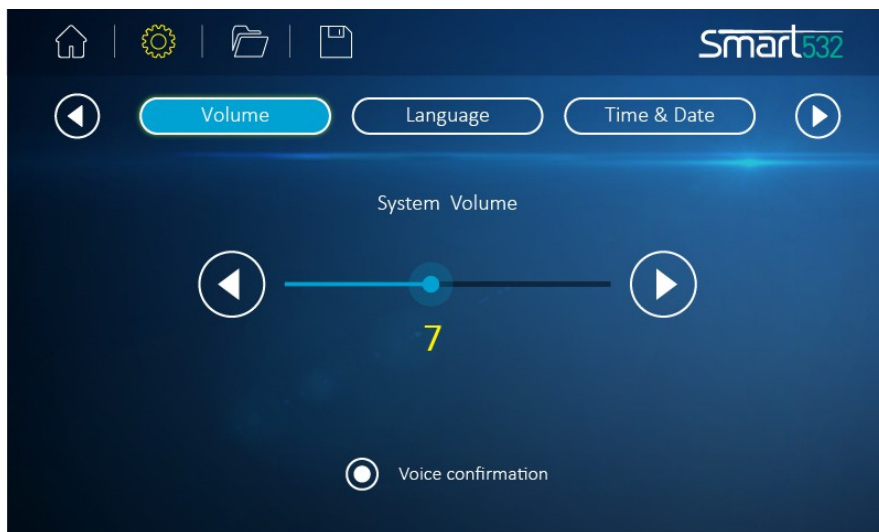 Smart532
Volume Language Time & Date
System Volume
7
Voice confirmation